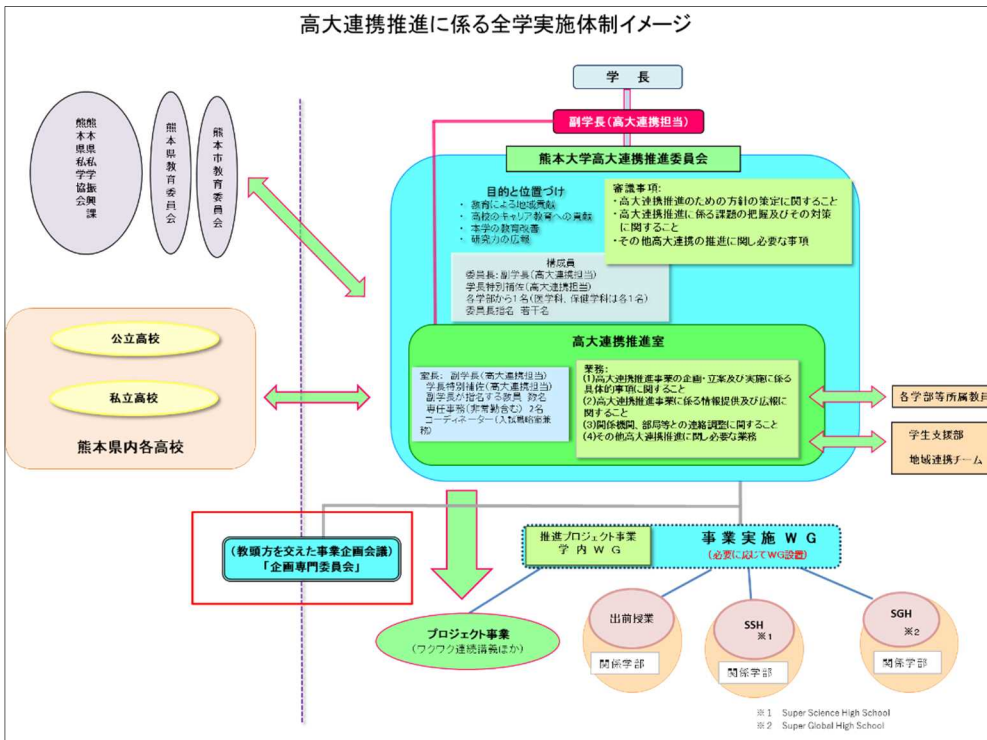 高大連携推進に係る全学実施体制イメージ
学 長
副学長(高大連携担当)
熊本大学高大連携推進委員会
熊本県私学振興課
熊本県私学協会
熊本県教育委員会
熊本市教育委員会
目的と位置づけ
・ 教育による地域貢献
・ 高校のキャリア教育への貢献
・ 本学の教育改善
・ 研究力の広報
審議事項:
・高大連携推進のための方針の策定に関すること
・高大連携推進に係る課題の把握及びその対策
に関すること
・その他高大連携の推進に関し必要な事項
構成員
委員長:副学長(高大連携担当)
学長特別補佐(高大連携担当)
各学部から1名(医学科、保健学科は各1名)
委員長指名 若干名
公立高校
私立高校
熊本県内各高校
高大連携推進室
室長: 副学長(高大連携担当)
学長特別補佐(高大連携担当)
副学長が指名する教員 数名
専任事務(非常勤含む) 2名
コーディネーター(入試戦略室兼
務)
業務:
(1)高大連携推進事業の企画・立案及び実施に係る
具体的事項に関すること
(2)高大連携推進事業に係る情報提供及び広報に
関すること
(3)関係機関、部局等との連絡調整に関すること
(4)その他高大連携推進に関し必要な業務
各学部等所属教員
学生支援部
地域連携チーム
(教頭方を交えた事業企画会議)
「企画専門委員会」
推進プロジェクト事業
学 内 W G
事 業 実 施 W G
(必要に応じてWG設置)
プロジェクト事業
(ワクワク連続講義ほか)
出前授業
関係学部
SSH
※1
関係学部
SGH
※2
関係学部
※1 Super Science High School
※2 Super Global High School